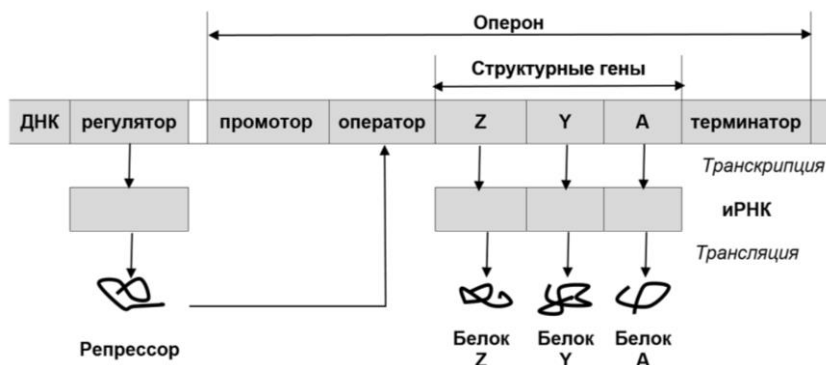 Оперон
Структурные гены
ДНК регулятор промотор оператор Z Y A терминатор
Транскрипция
иРНК
Трансляция
Репрессор
Белок Z
Белок Y
Белок A